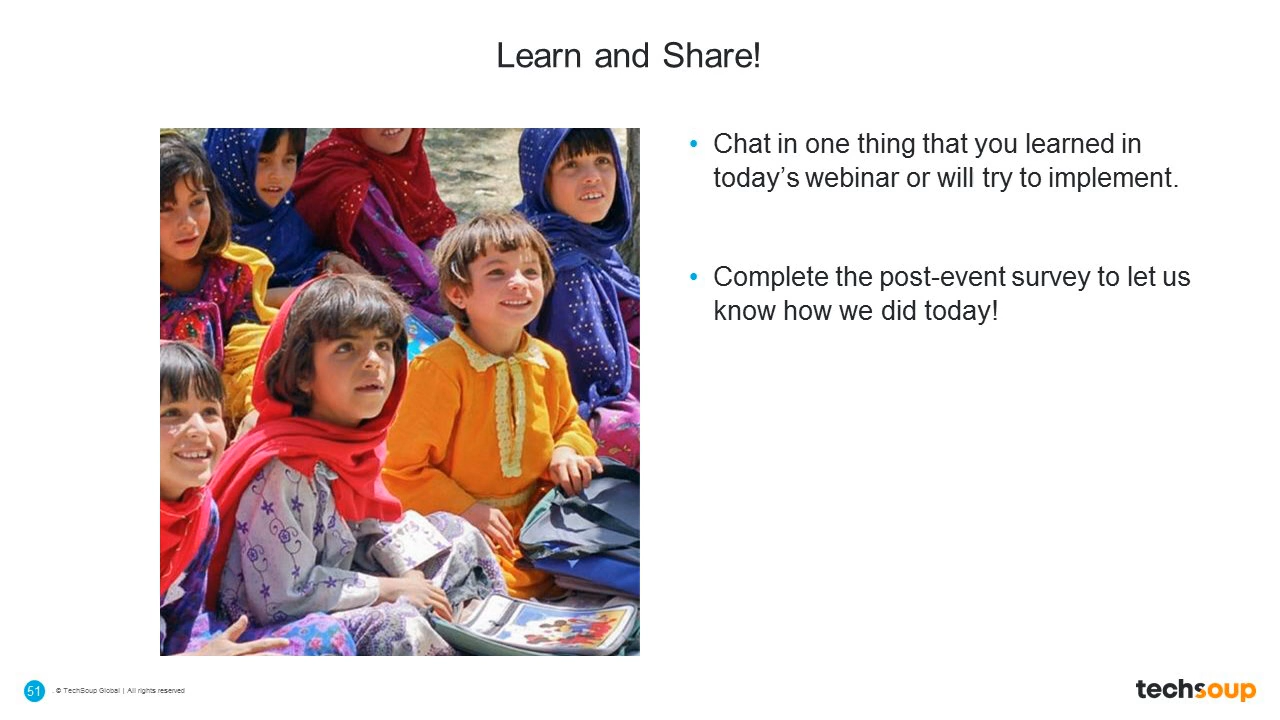 Learn and Share!
• Chat in one thing that you learned in
today’s webinar or will try to implement.
• Complete the post-event survey to let us
know how we did today!
51
. © TechSoup Global | All rights reserved
techsoup